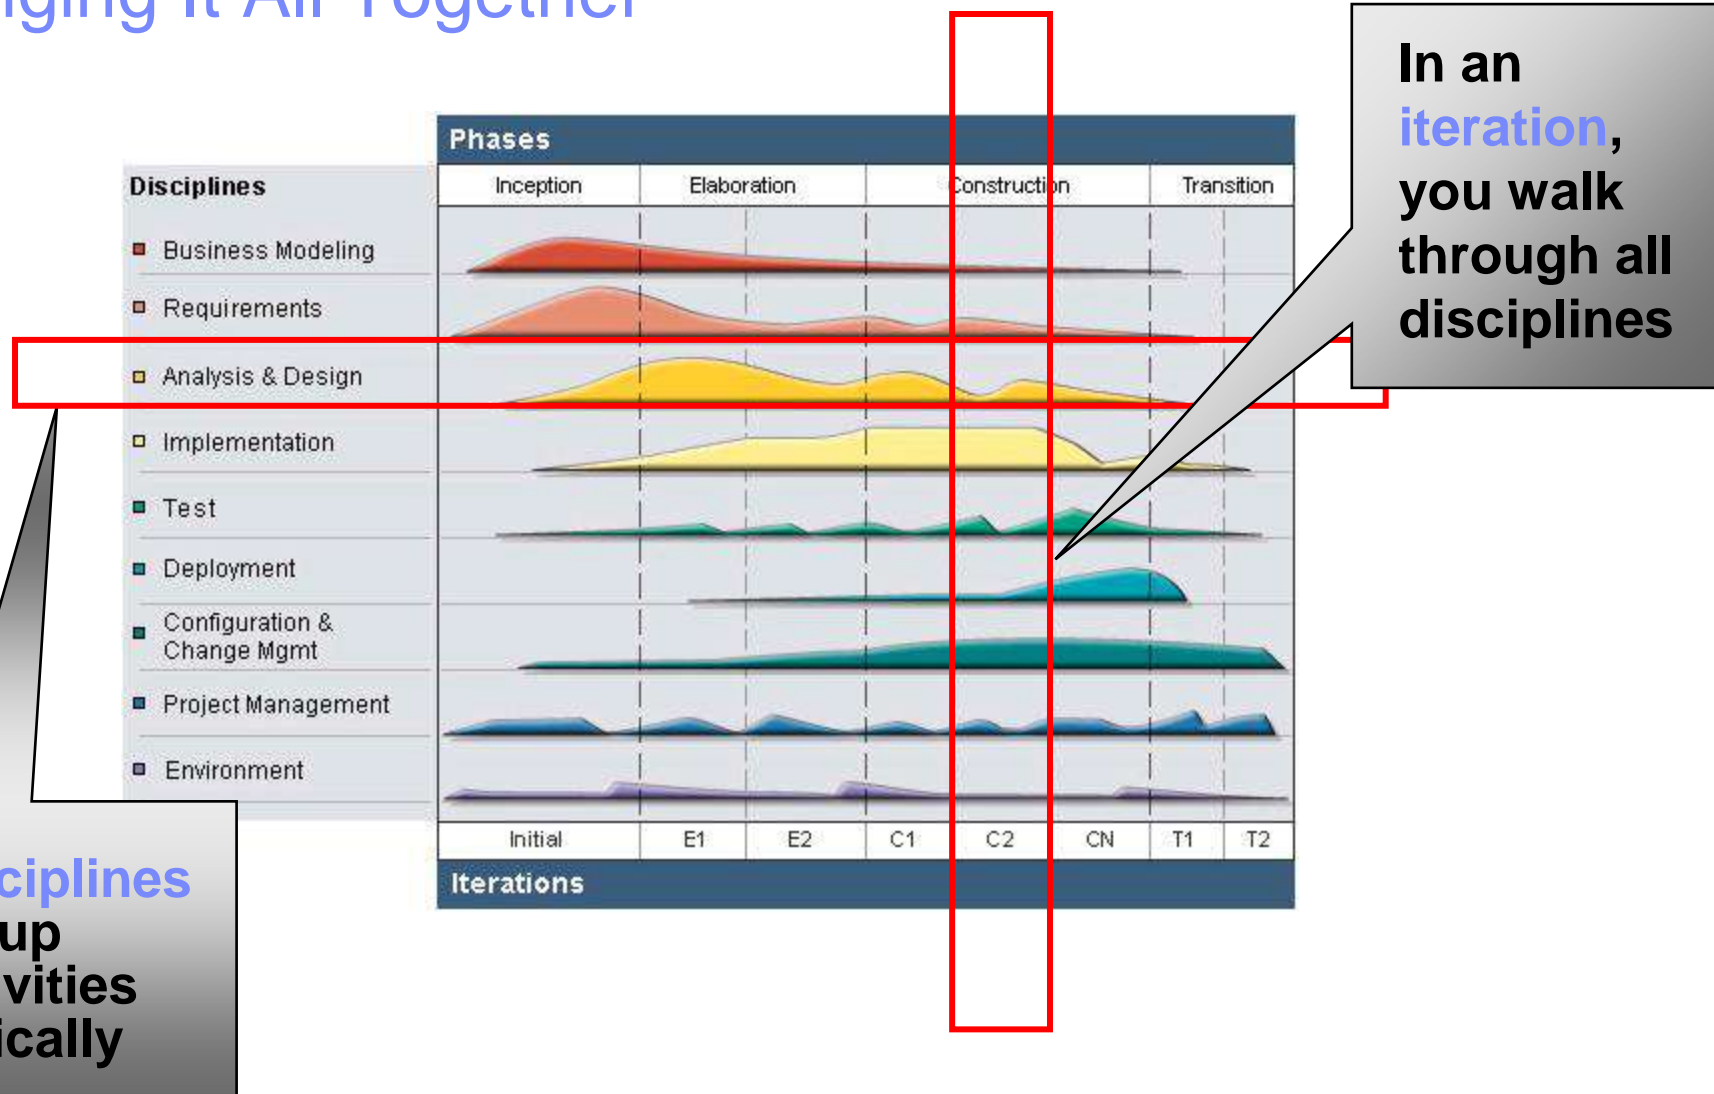 nging It All Together
In an
iteration,
you walk
through all
disciplines
Phases
Disciplines
Inception
Elaboration
Construction
Transition
Business Modeling
Requirements
Analysis & Design
Implementation
Test
Deployment
Configuration &
Change Mgmt
Project Management
Environment
Initial
E1
E2
C1
C2
CN
T1
T2
Iterations
ciplines
up
vities
ically